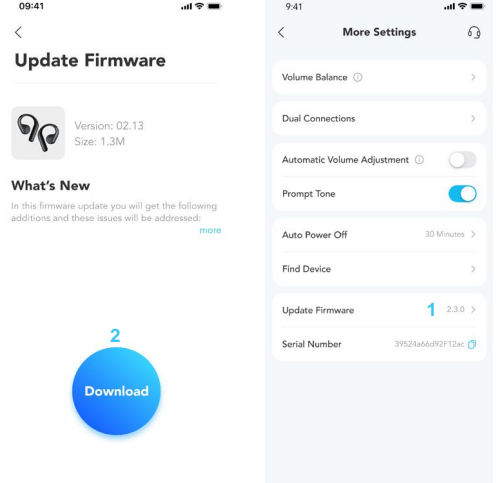 09:41
Update Firmware
Version: 02.13
Size: 1.3M
What's New
In this firmware update you will get the following
additions and these issues will be addressed:
more
2
Download
9:41
More Settings
Volume Balance
Dual Connections
Automatic Volume Adjustment
Prompt Tone
Auto Power Off 30 Minutes
Find Device
Update Firmware 1 2.3.0
Serial Number 39524a66d92F12ac